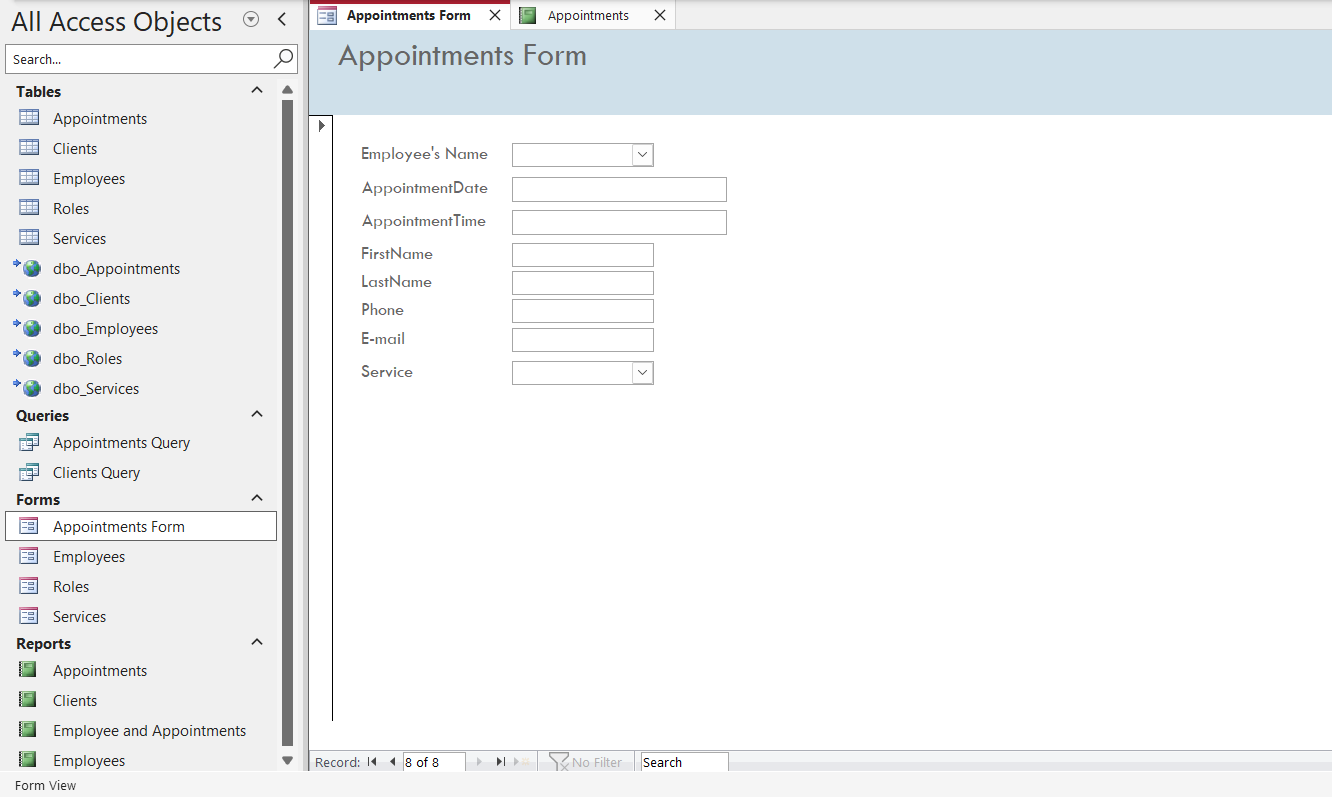 All Access Objects
Search...
Tables
Appointments
Clients
Employees
Roles
Services
dbo_Appointments
dbo_Clients
dbo_Employees
dbo_Roles
dbo_Services
Queries
Appointments Query
Clients Query
Forms
Appointments Form
Employees
Roles
Services
Reports
Appointments
Clients
Employee and Appointments
Employees
Appointments Form
Appointments
Appointments Form
Employee's Name
AppointmentDate
AppointmentTime
FirstName
LastName
Phone
E-mail
Service
Record: 8 of 8 No Filter Search
Form View